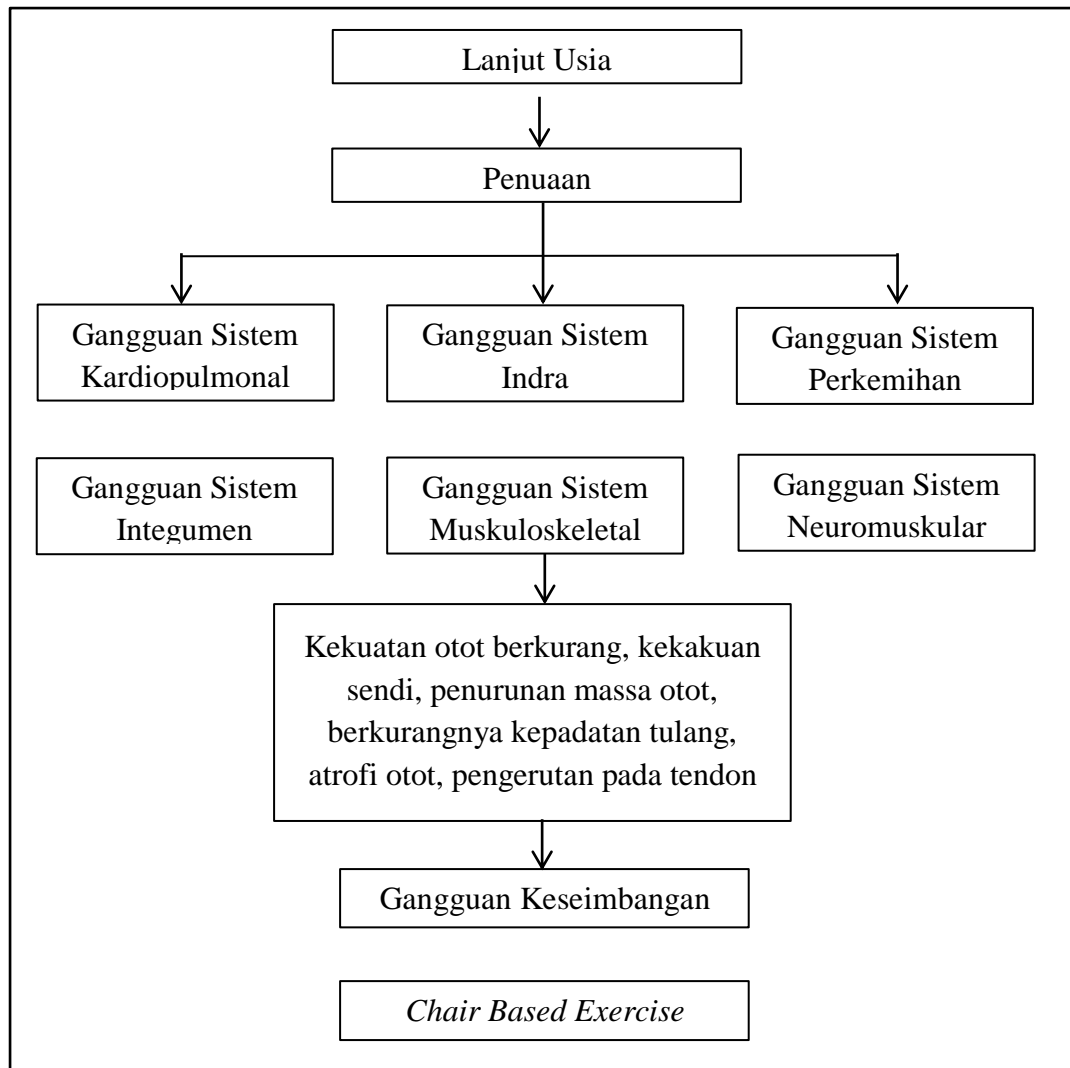 Lanjut Usia
Penuaan
Gangguan Sistem
Kardiopulmonal
Gangguan Sistem
Indra
Gangguan Sistem
Perkemihan
Gangguan Sistem
Integumen
Gangguan Sistem
Muskuloskeletal
Gangguan Sistem
Neuromuskular
Kekuatan otot berkurang, kekakuan
sendi, penurunan massa otot,
berkurangnya kepadatan tulang,
atrofi otot, pengerutan pada tendon
Gangguan Keseimbangan
Chair Based Exercise